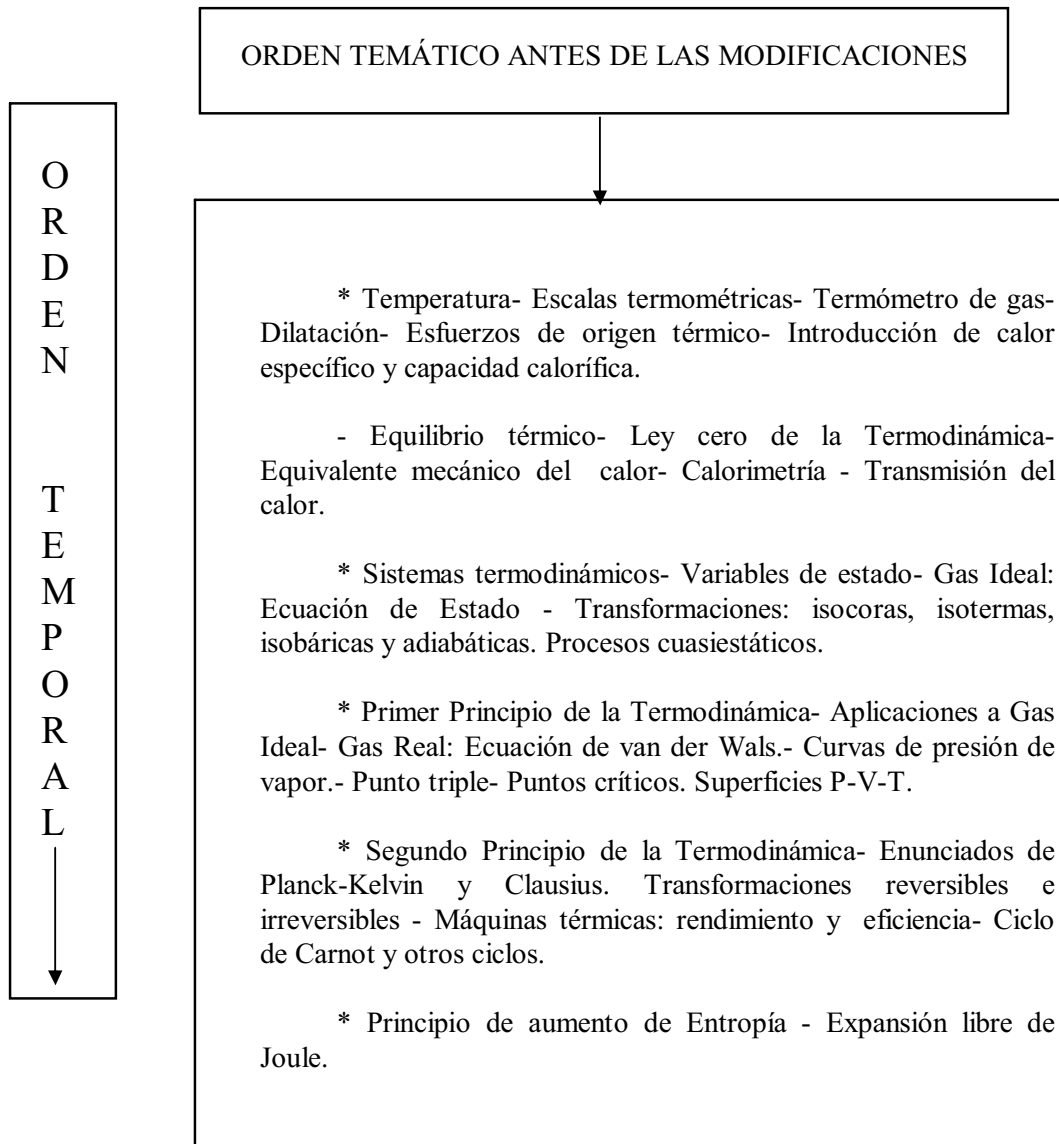 ORDEN TEMÁTICO ANTES DE LAS MODIFICACIONES
O
R
D
E
N
T
E
M
P
O
R
A
L
* Temperatura- Escalas termométricas- Termómetro de gas-
Dilatación- Esfuerzos de origen térmico- Introducción de calor
específico y capacidad calorífica.
- Equilibrio térmico- Ley cero de la Termodinámica-
Equivalente mecánico del calor- Calorimetría - Transmisión del
calor.
* Sistemas termodinámicos- Variables de estado- Gas Ideal:
Ecuación de Estado - Transformaciones: isocoras, isotermas,
isobáricas y adiabáticas. Procesos cuasiestáticos.
* Primer Principio de la Termodinámica- Aplicaciones a Gas
Ideal- Gas Real: Ecuación de van der Wals.- Curvas de presión de
vapor.- Punto triple- Puntos críticos. Superficies P-V-T.
* Segundo Principio de la Termodinámica- Enunciados de
Planck-Kelvin y Clausius. Transformaciones reversibles e
irreversibles - Máquinas térmicas: rendimiento y eficiencia- Ciclo
de Carnot y otros ciclos.
* Principio de aumento de Entropía - Expansión libre de
Joule.